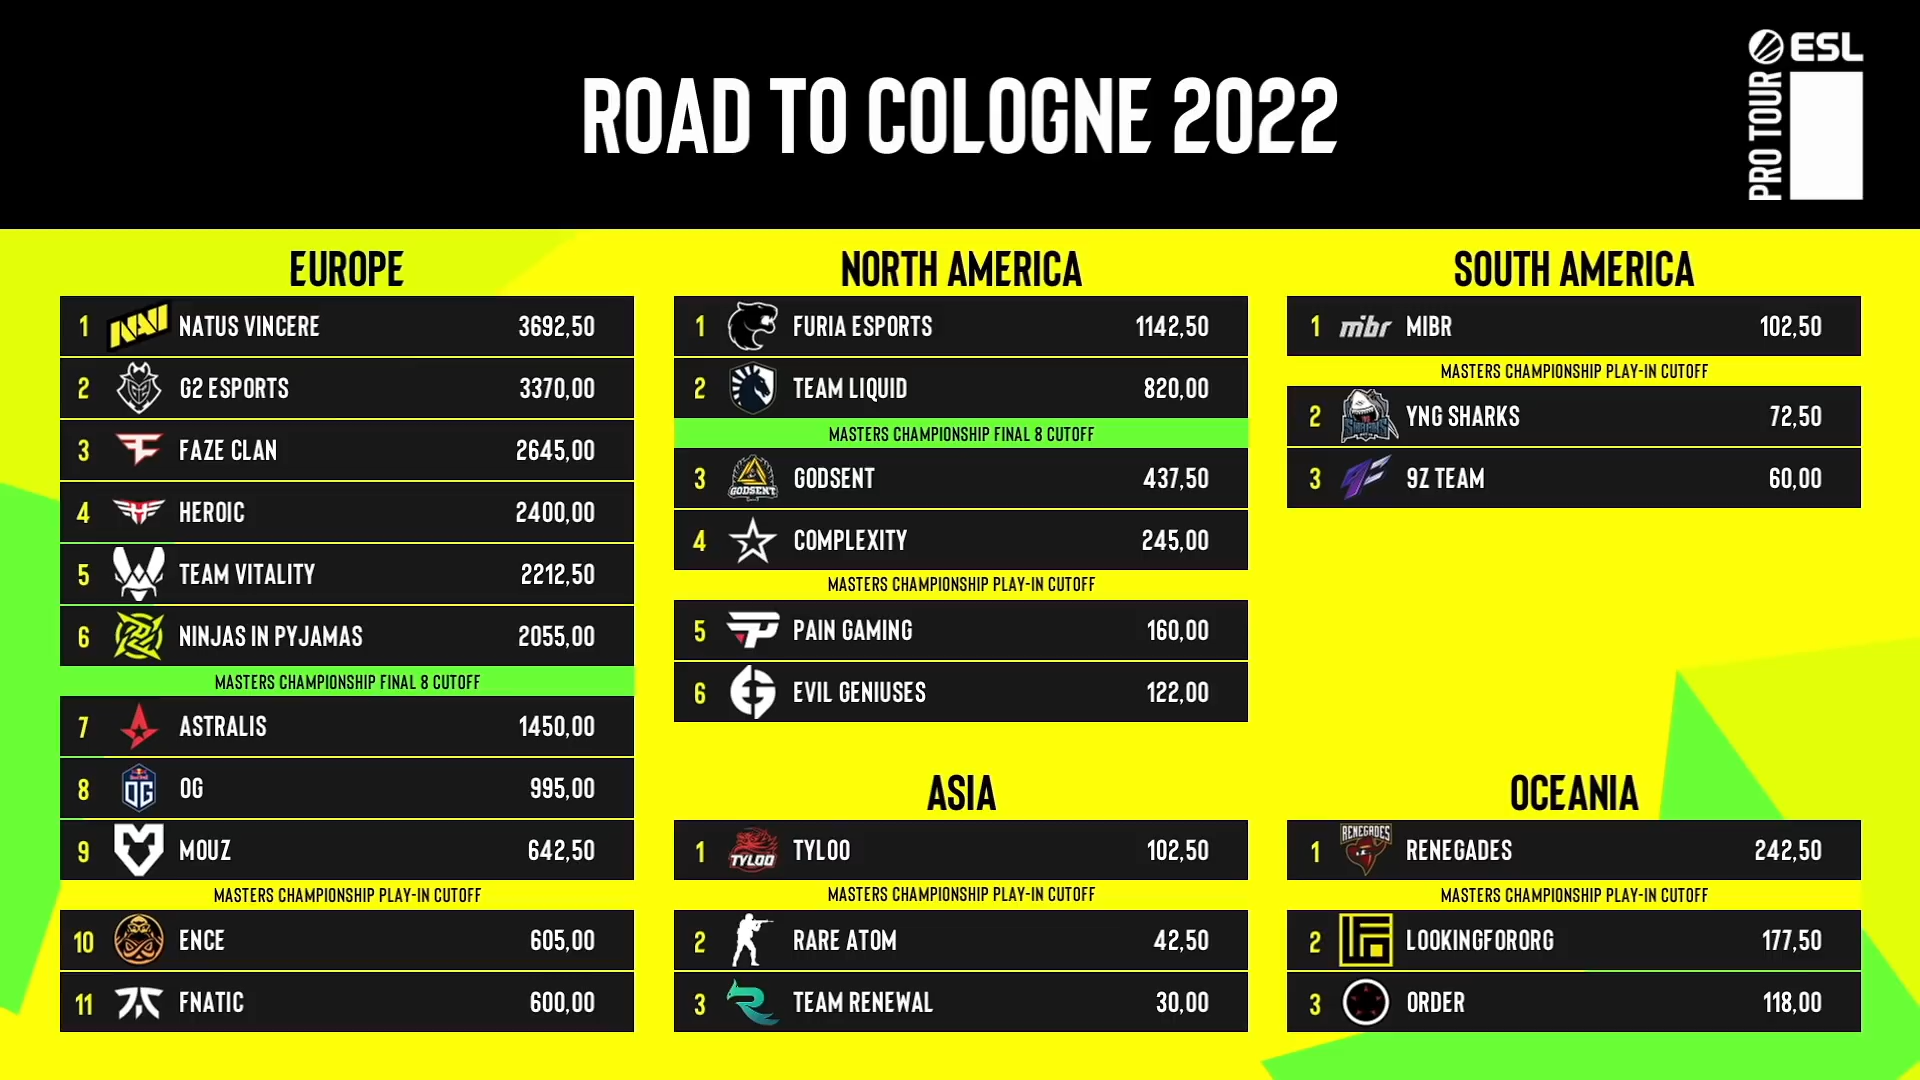 ESL
PRO TOUR
ROAD TO COLOGNE 2022
EUROPE
1 NAVI NATUS VINCERE 3692,50
2 G2 ESPORTS 3370,00
3 FAZE CLAN 2645,00
4 H HEROIC 2400,00
5 TEAM VITALITY 2212,50
6 NINJAS IN PYJAMAS 2055,00
MASTERS CHAMPIONSHIP FINAL 8 CUTOFF
7 ASTRALIS 1450,00
8 OG OG 995,00
9 MOUZ 642,50
MASTERS CHAMPIONSHIP PLAY-IN CUTOFF
10 ENCE 605,00
11 FNATIC 600,00
NORTH AMERICA
1 FURIA ESPORTS 1142,50
2 TEAM LIQUID 820,00
MASTERS CHAMPIONSHIP FINAL 8 CUTOFF
3 GODSENT GODSENT 437,50
4 COMPLEXITY 245,00
MASTERS CHAMPIONSHIP PLAY-IN CUTOFF
5 PAIN GAMING 160,00
6 EG EVIL GENIUSES 122,00
SOUTH AMERICA
1 mibr MIBR 102,50
MASTERS CHAMPIONSHIP PLAY-IN CUTOFF
2 SHARKS YNG SHARKS 72,50
3 9Z TEAM 60,00
ASIA
1 TYLOO TYLOO 102,50
MASTERS CHAMPIONSHIP PLAY-IN CUTOFF
2 RARE ATOM 42,50
3 TEAM RENEWAL 30,00
OCEANIA
1 RENEGADES RENEGADES 242,50
MASTERS CHAMPIONSHIP PLAY-IN CUTOFF
2 LOOKINGFORORG 177,50
3 ORDER 118,00